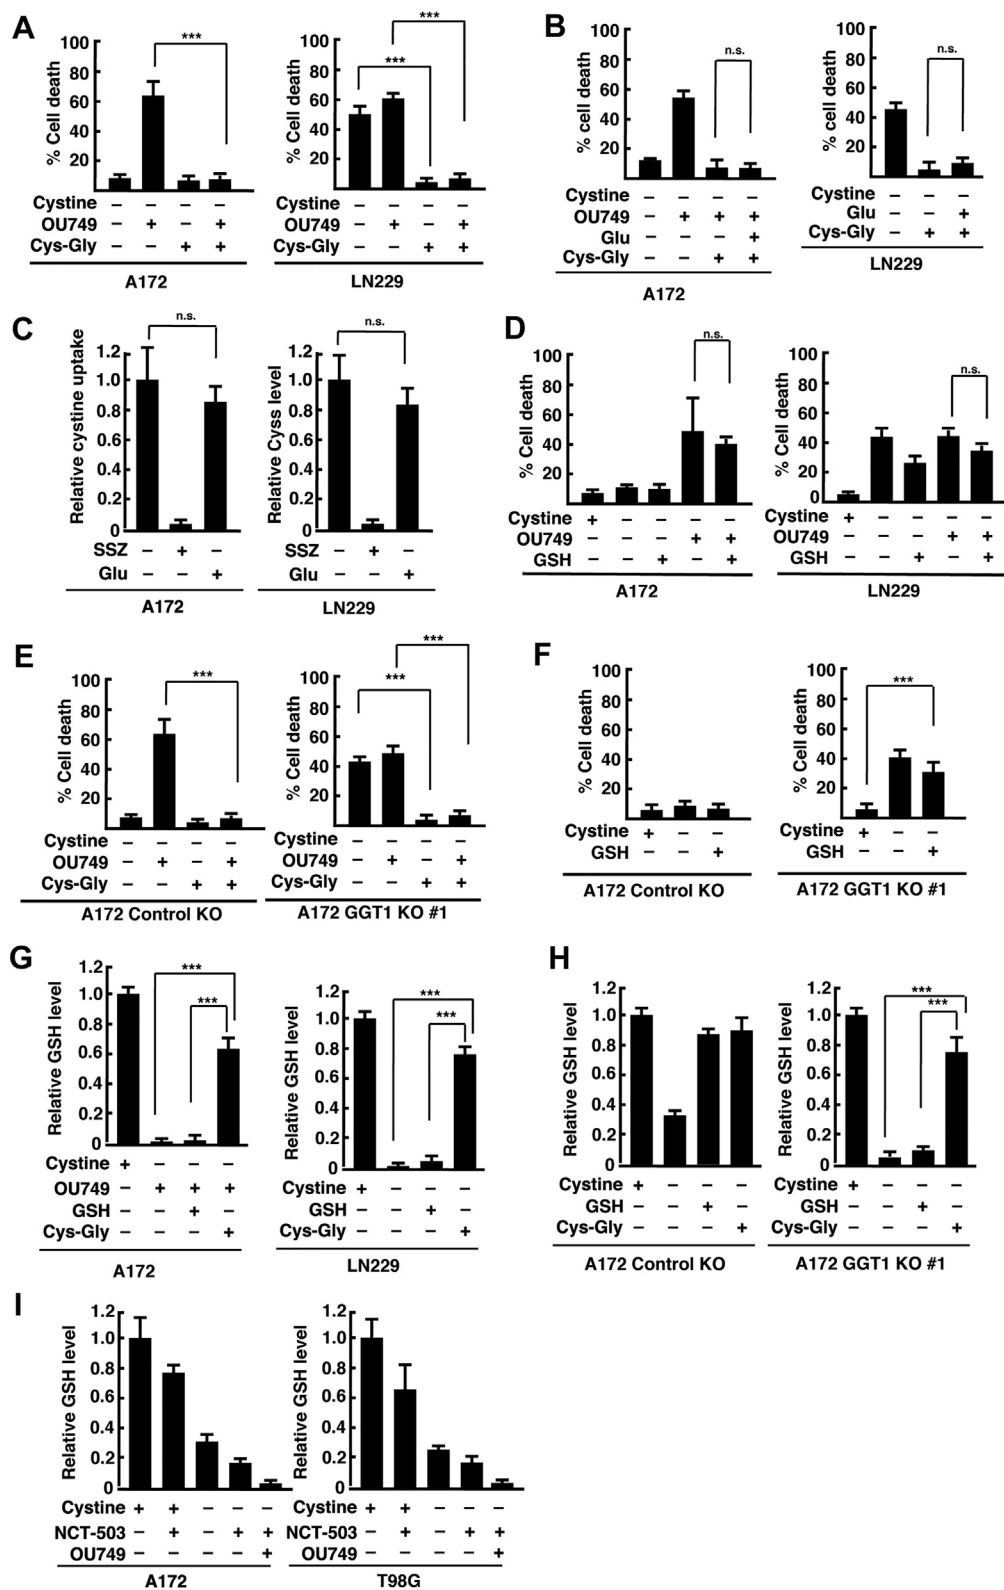 A
B
% Cell death
100
80
60
40
20
***
Cystine – – – –
OU749 – + – +
Cys-Gly – – + +
A172
% Cell death
100
80
60
40
20
***
***
– – – –
– + – +
– – + +
LN229
% cell death
100
80
60
40
20
n.s.
Cystine – – – –
OU749 – + + +
Glu – – – +
Cys-Gly – – + +
A172
% cell death
100
80
60
40
20
n.s.
Cystine – – –
Glu – – +
Cys-Gly – + +
LN229
C
D
Relative cystine uptake
1.2
1.0
0.8
0.6
0.4
0.2
0
n.s.
SSZ – + –
Glu – – +
A172
Relative Cyss level
1.2
1.0
0.8
0.6
0.4
0.2
0
n.s.
SSZ – + –
Glu – – +
LN229
% Cell death
100
80
60
40
20
n.s.
Cystine + – – – –
OU749 – – – + +
GSH – – + – +
A172
% Cell death
100
80
60
40
20
0
n.s.
Cystine + – – – –
OU749 – – – + +
GSH – – + – +
LN229
E
F
% Cell death
100
80
60
40
20
***
Cystine – – – –
OU749 – + – +
Cys-Gly – – + +
A172 Control KO
% Cell death
100
80
60
40
20
***
***
– – – –
– + – +
– – + +
A172 GGT1 KO #1
% Cell death
100
80
60
40
20
Cystine + – –
GSH – – +
A172 Control KO
% Cell death
100
80
60
40
20
***
Cystine + – –
GSH – – +
A172 GGT1 KO #1
G
H
Relative GSH level
1.2
1.0
0.8
0.6
0.4
0.2
0
***
***
Cystine + – – –
OU749 – + + +
GSH – – + –
Cys-Gly – – – +
A172
Relative GSH level
1.2
1.0
0.8
0.6
0.4
0.2
0
***
***
Cystine + – – –
GSH – – + –
Cys-Gly – – – +
LN229
Relative GSH level
1.2
1.0
0.8
0.6
0.4
0.2
0
Cystine + – – –
GSH – – + –
Cys-Gly – – – +
A172 Control KO
Relative GSH level
1.2
1.0
0.8
0.6
0.4
0.2
0
***
***
Cystine + – – –
GSH – – + –
Cys-Gly – – – +
A172 GGT1 KO #1
I
Relative GSH level
1.2
1.0
0.8
0.6
0.4
0.2
0
Cystine + + – – –
NCT-503 – + – + +
OU749 – – – – +
A172
Relative GSH level
1.2
1.0
0.8
0.6
0.4
0.2
0
Cystine + + – – –
NCT-503 – + – + +
OU749 – – – – +
T98G